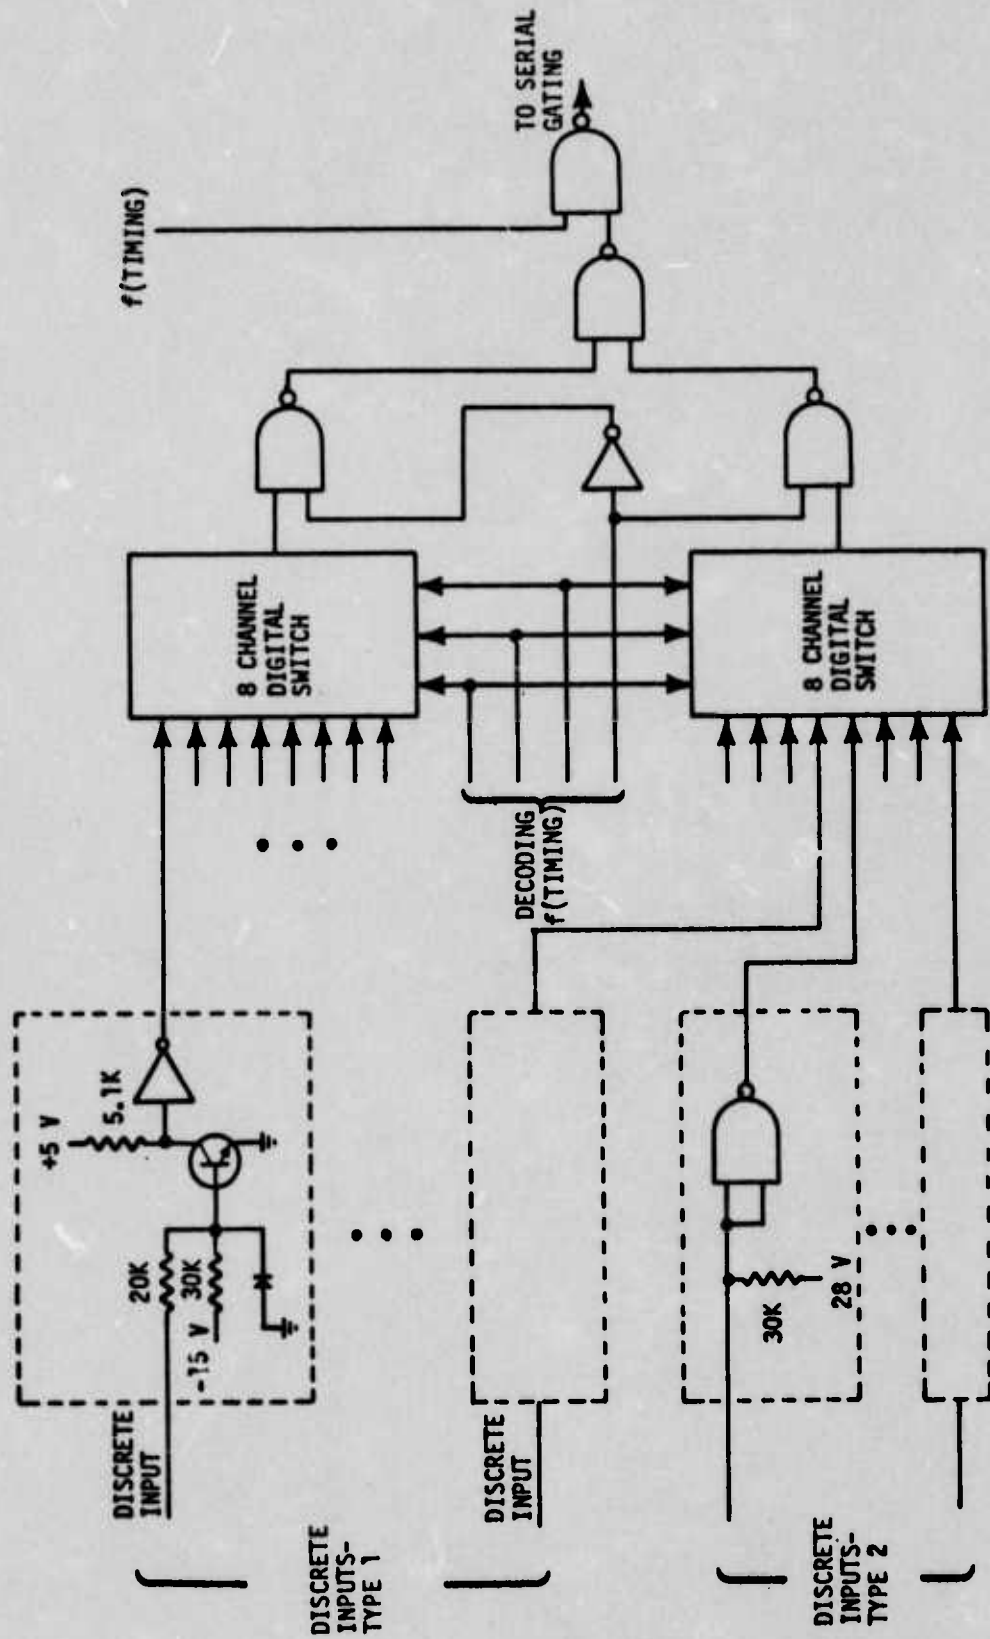 DISCRETE
INPUTS-
TYPE 1
DISCRETE
INPUT
20K
30K
-15 V
+5 V
5.1K
8 CHANNEL
DIGITAL
SWITCH
f(TIMING)
TO SERIAL
GATING
DISCRETE
INPUT
DECODING
f(TIMING)
DISCRETE
INPUTS-
TYPE 2
30K
28 V
8 CHANNEL
DIGITAL
SWITCH